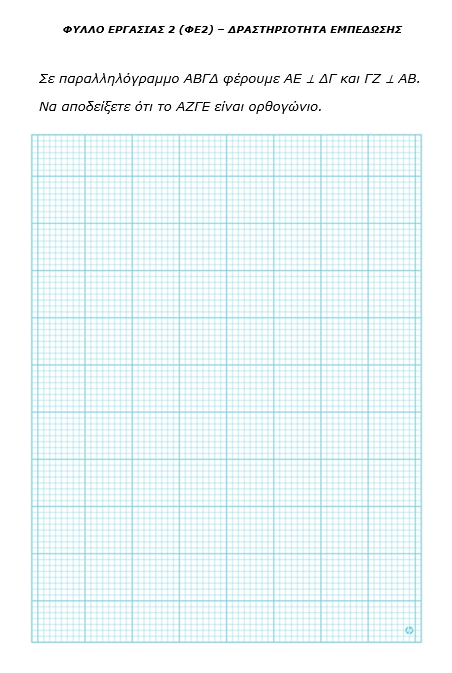 ΦΥΛΛΟ ΕΡΓΑΣΙΑΣ 2 (ΦΕ2) – ΔΡΑΣΤΗΡΙΟΤΗΤΑ ΕΜΠΕΔΩΣΗΣ
Σε παραλληλόγραμμο ΑΒΓΔ φέρουμε ΑΕ ⊥ ΔΓ και ΓΖ ⊥ ΑΒ.
Να αποδείξετε ότι το ΑΖΓΕ είναι ορθογώνιο.